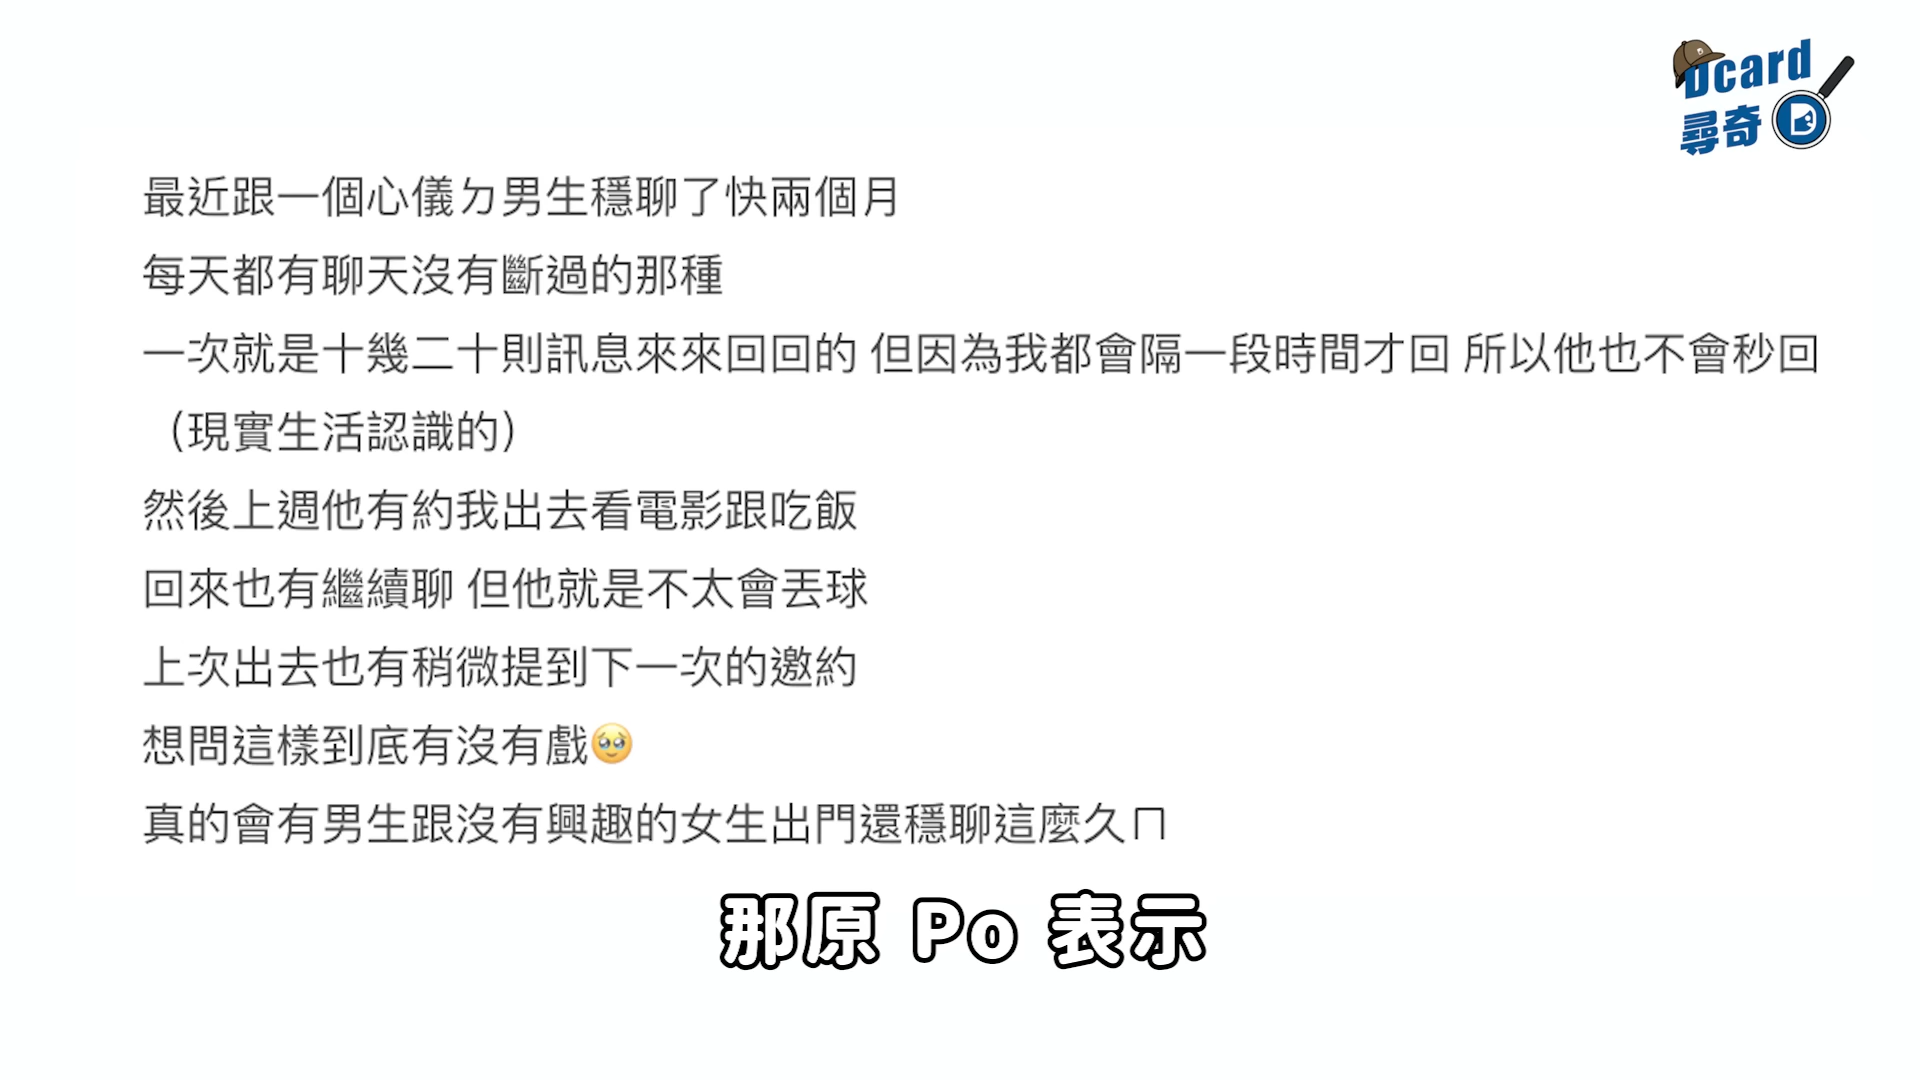 Dcard
尋奇
最近跟一個心儀ㄉ男生穩聊了快兩個月
每天都有聊天沒有斷過的那種
一次就是十幾二十則訊息來來回回的 但因為我都會隔一段時間才回 所以他也不會秒回
（現實生活認識的）
然後上週他有約我出去看電影跟吃飯
回來也有繼續聊 但他就是不太會丟球
上次出去也有稍微提到下一次的邀約
想問這樣到底有沒有戲🥹
真的會有男生跟沒有興趣的女生出門還穩聊這麼久ㄇ
那原 Po 表示